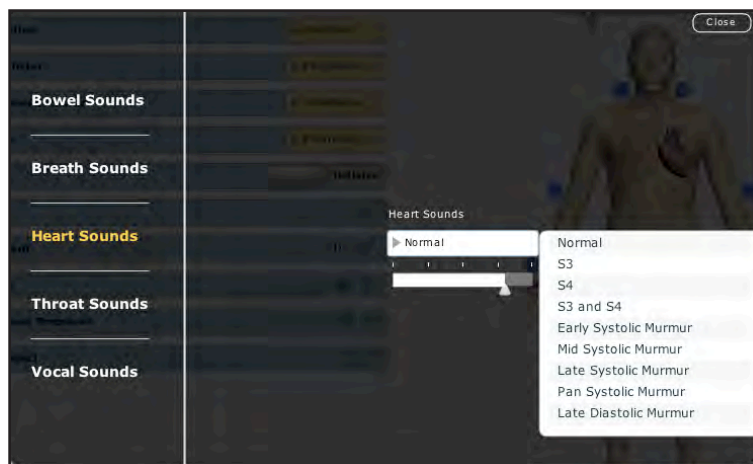 Close
Bowel Sounds
Breath Sounds
Heart Sounds
Throat Sounds
Vocal Sounds
Heart Sounds
Normal
Normal
S3
S4
S3 and S4
Early Systolic Murmur
Mid Systolic Murmur
Late Systolic Murmur
Pan Systolic Murmur
Late Diastolic Murmur